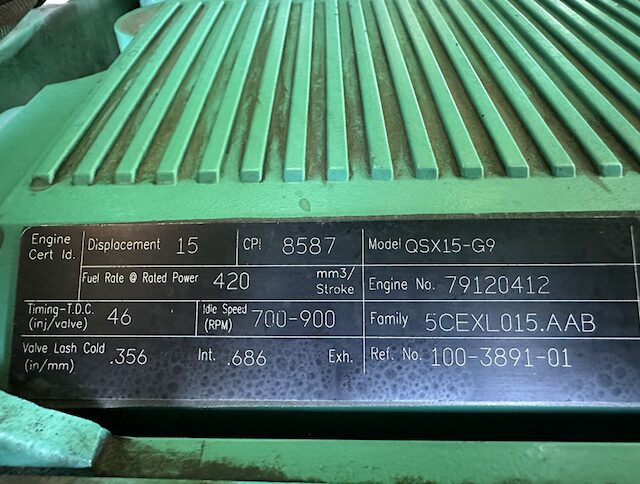 Engine Cert Id. Displacement 15 CPL 8587 Model QSX15-G9
Fuel Rate @ Rated Power 420 mm3/Stroke Engine No. 79120412
Timing-T.D.C. (inj/valve) 46 Idle Speed (RPM) 700-900 Family 5CEXL015.AAB
Valve Lash Cold (in/mm) .356 Int. .686 Exh. Ref. No. 100-3891-01